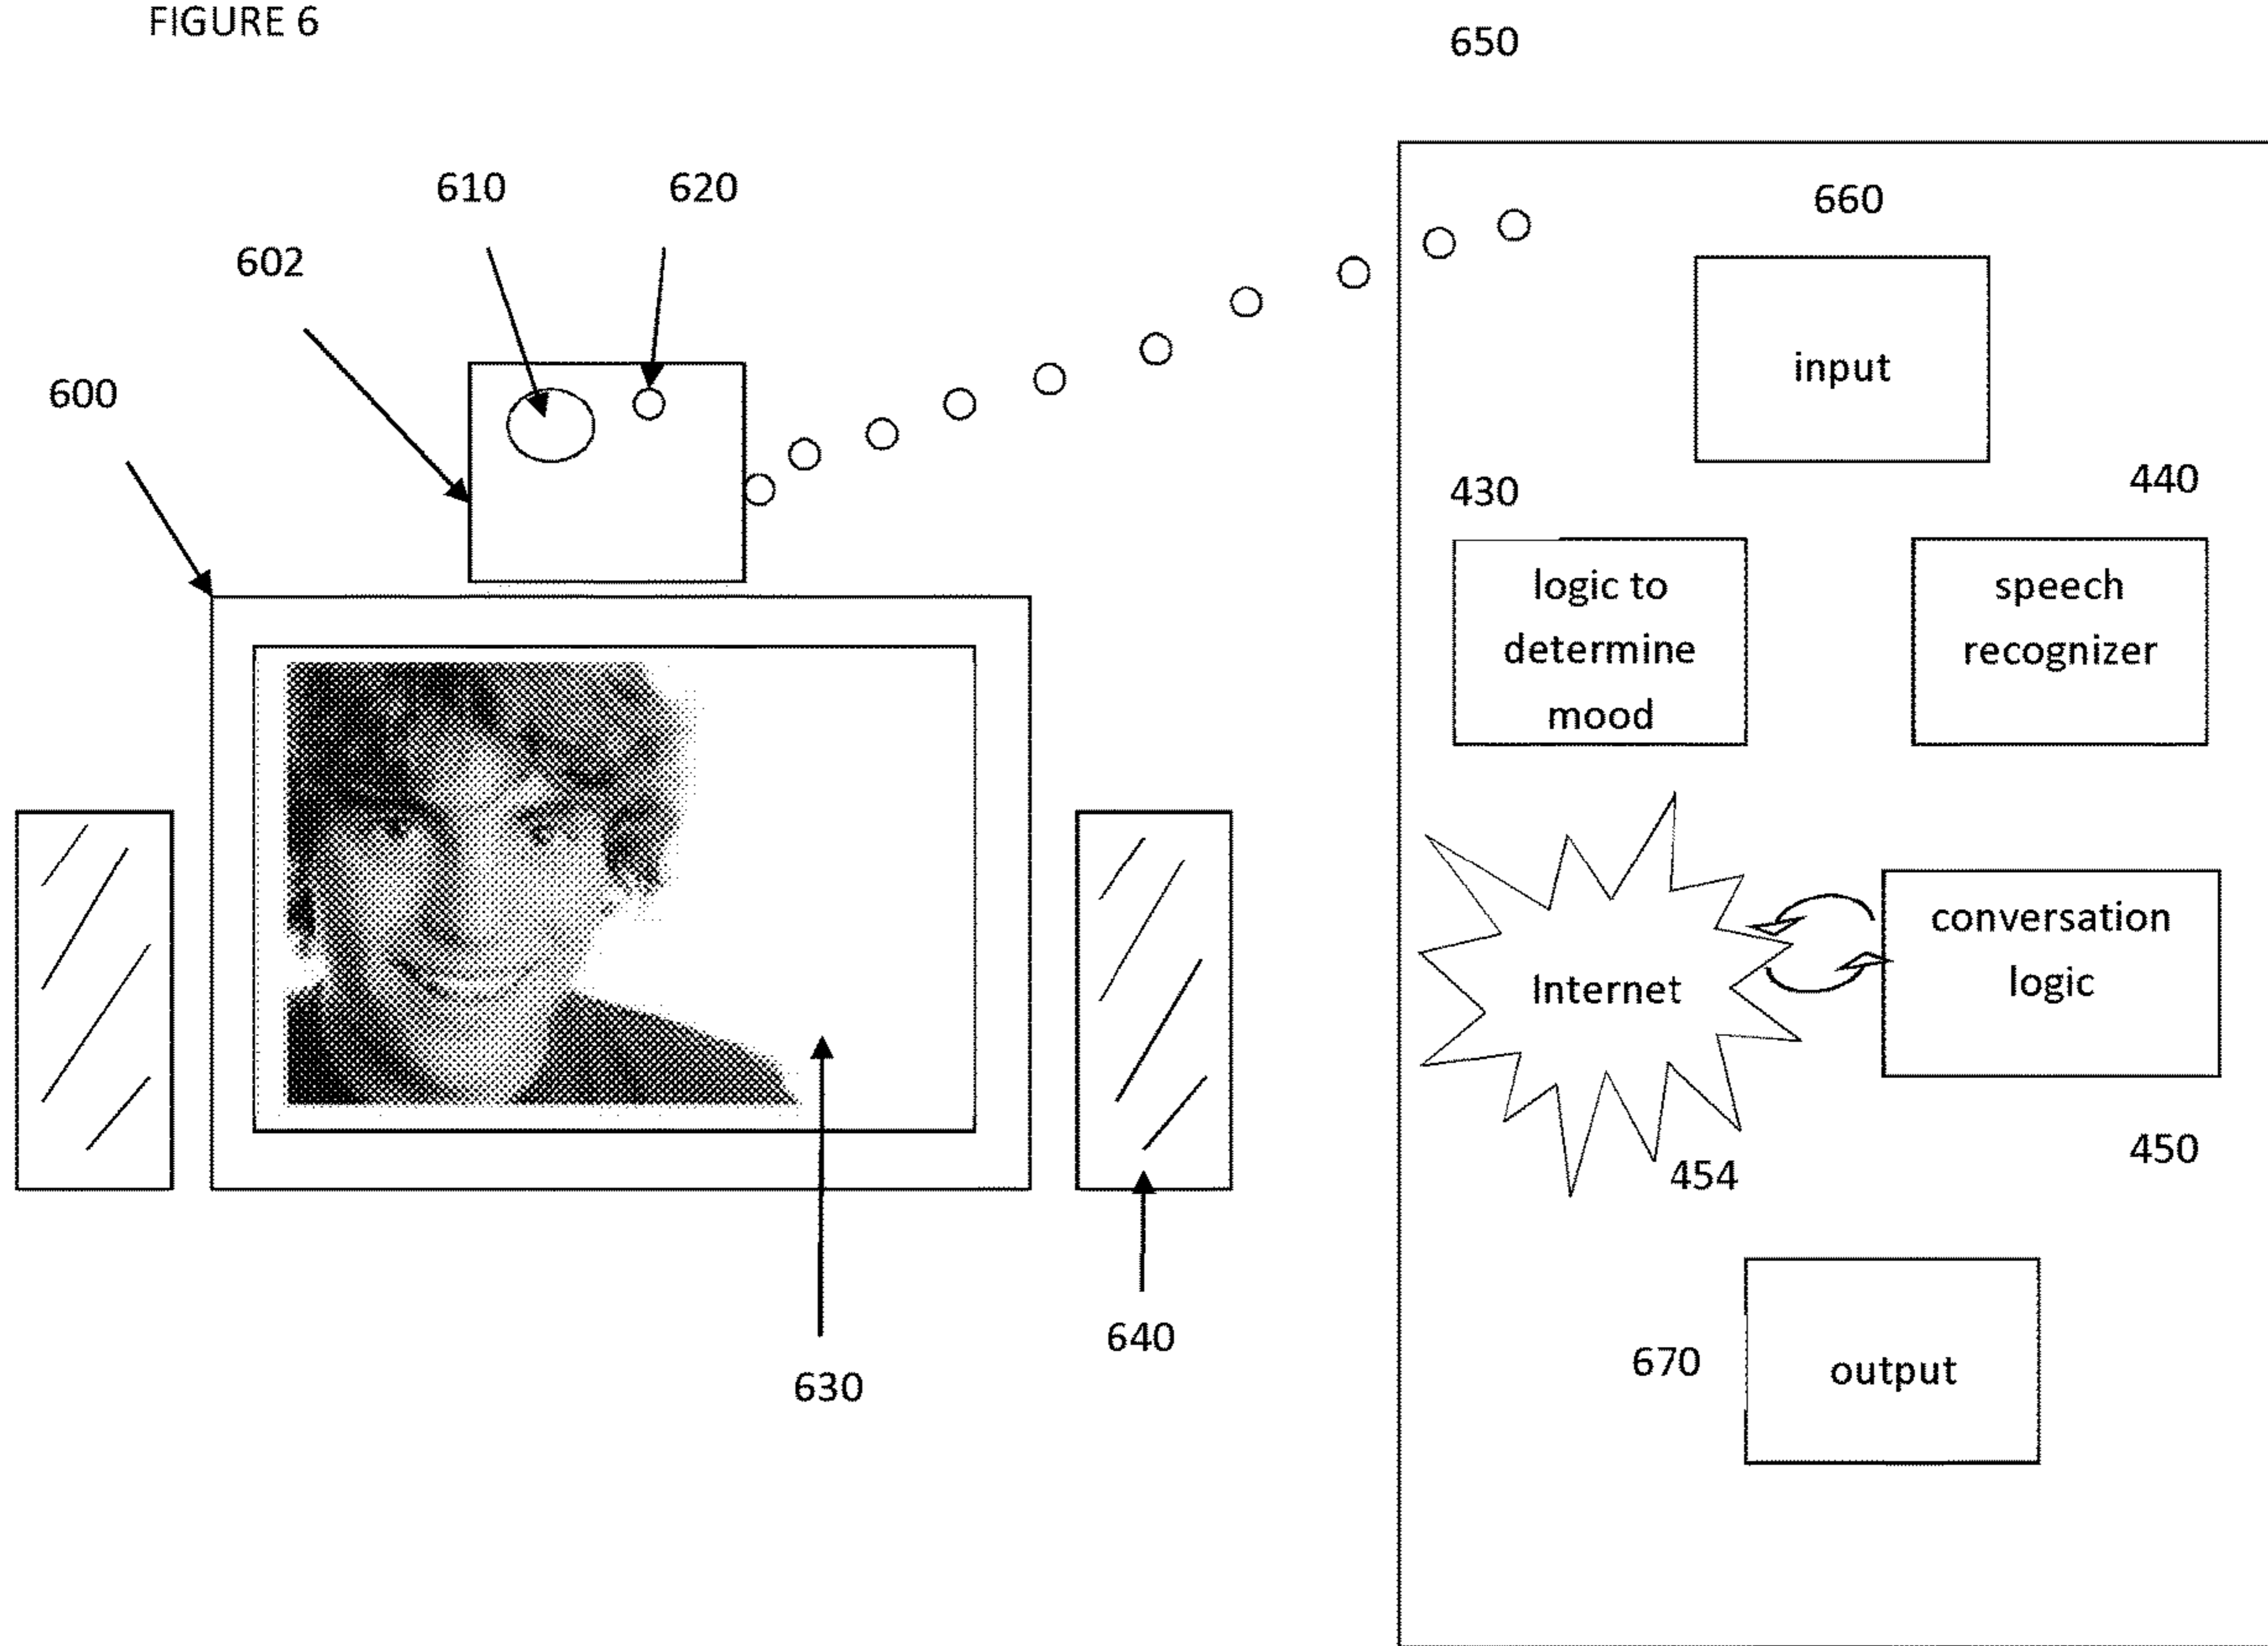 FIGURE 6
650
610
620
660
602
600
input
430
440
logic to
determine
mood
speech
recognizer
Internet
conversation
logic
454
450
640
630
670
output